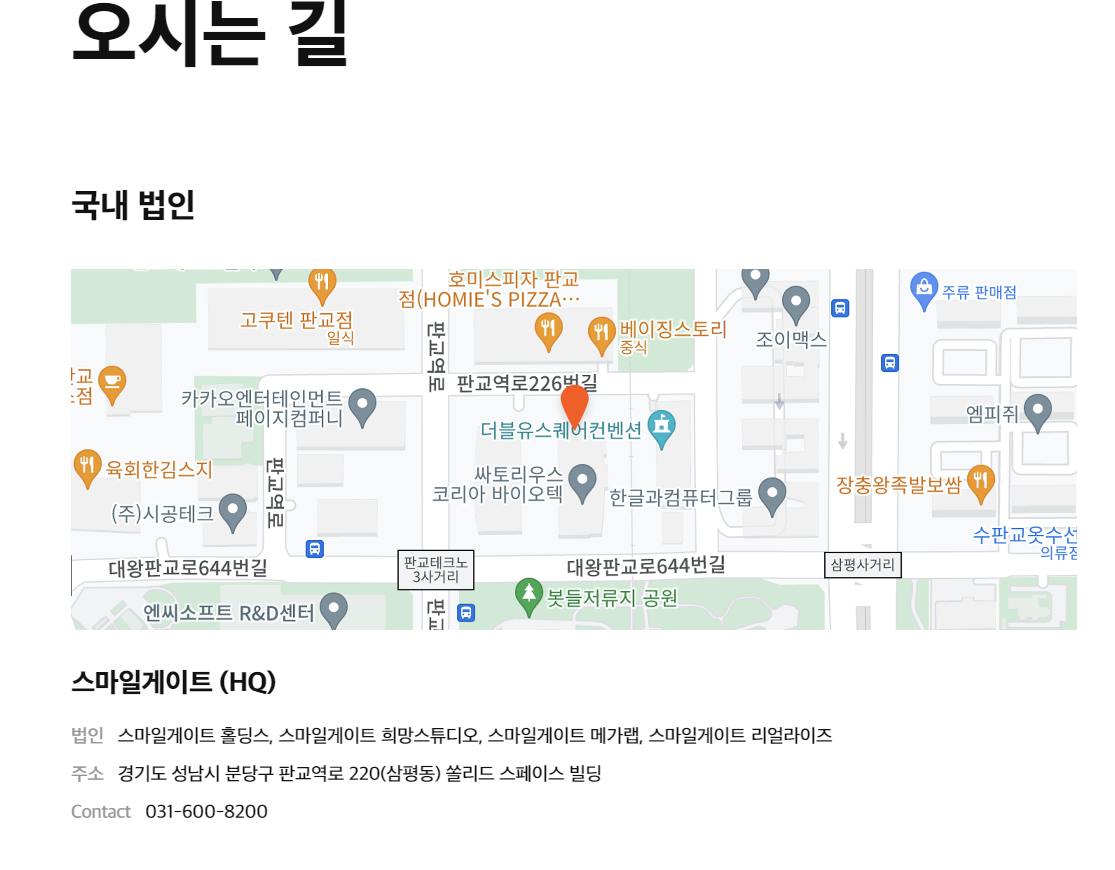 오시는 길
국내 법인
호미스피자 판교
점(HOMIE'S PIZZA…
고쿠텐 판교점
일식
베이징스토리
중식
조이맥스
주류 판매점
판교역로
판교역로226번길
카카오엔터테인먼트
페이지컴퍼니
더블유스퀘어컨벤션
엠피쥐
육회한김스지
판교역로
싸토리우스
코리아 바이오텍
한글과컴퓨터그룹
장충왕족발보쌈
(주)시공테크
수판교옷수선
의류점
대왕판교로644번길
판교테크노
3사거리
대왕판교로644번길
삼평사거리
엔씨소프트 R&D센터
봇들저류지 공원
스마일게이트 (HQ)
법인 스마일게이트 홀딩스, 스마일게이트 희망스튜디오, 스마일게이트 메가랩, 스마일게이트 리얼라이즈
주소 경기도 성남시 분당구 판교역로 220(삼평동) 쏠리드 스페이스 빌딩
Contact 031-600-8200